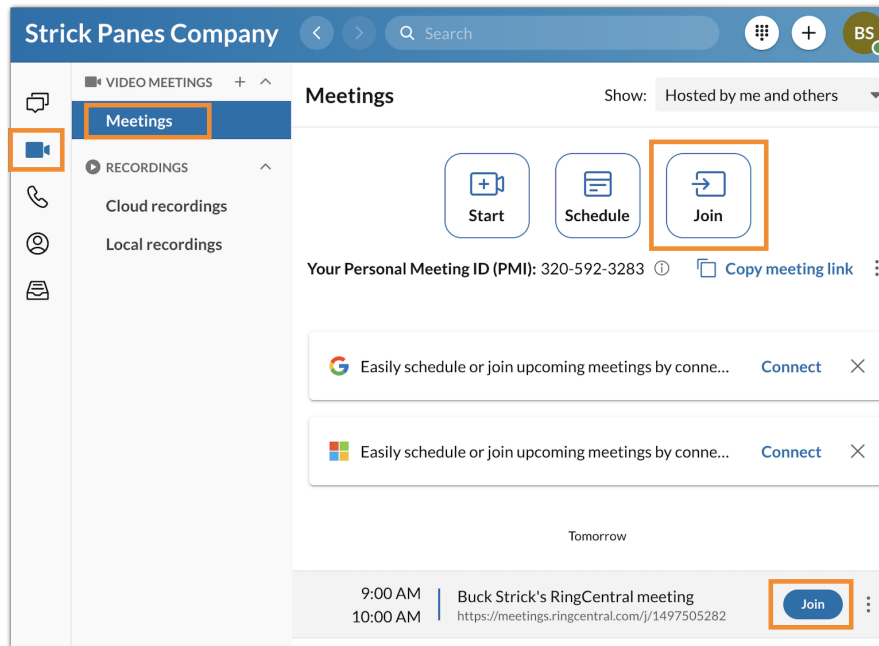 Strick Panes Company
Search
BS
VIDEO MEETINGS
Meetings
RECORDINGS
Cloud recordings
Local recordings
Meetings
Show: Hosted by me and others
Start
Schedule
Join
Your Personal Meeting ID (PMI): 320-592-3283
Copy meeting link
Easily schedule or join upcoming meetings by conne... Connect
Easily schedule or join upcoming meetings by conne... Connect
Tomorrow
9:00 AM
10:00 AM
Buck Strick's RingCentral meeting
https://meetings.ringcentral.com/j/1497505282
Join